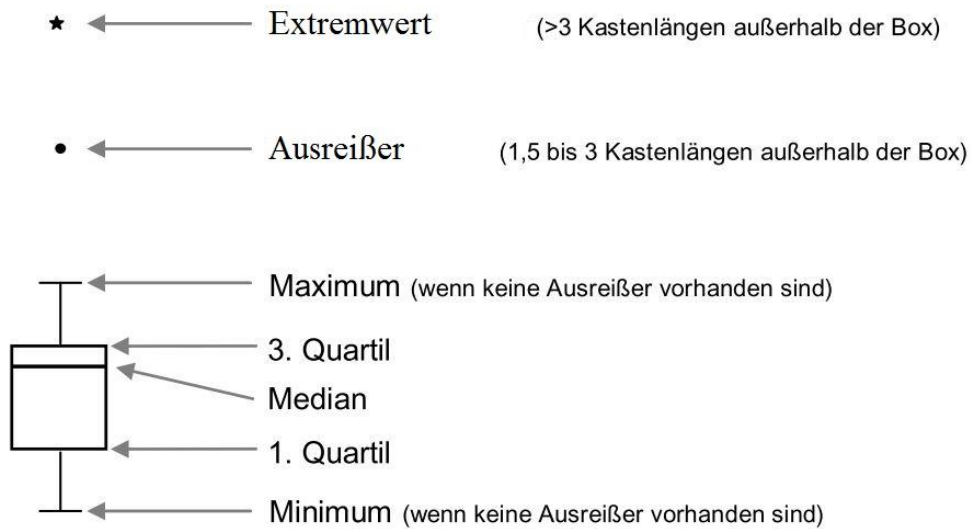 Extremwert (>3 Kastenlängen außerhalb der Box)
Ausreißer (1,5 bis 3 Kastenlängen außerhalb der Box)
Maximum (wenn keine Ausreißer vorhanden sind)
3. Quartil
Median
1. Quartil
Minimum (wenn keine Ausreißer vorhanden sind)